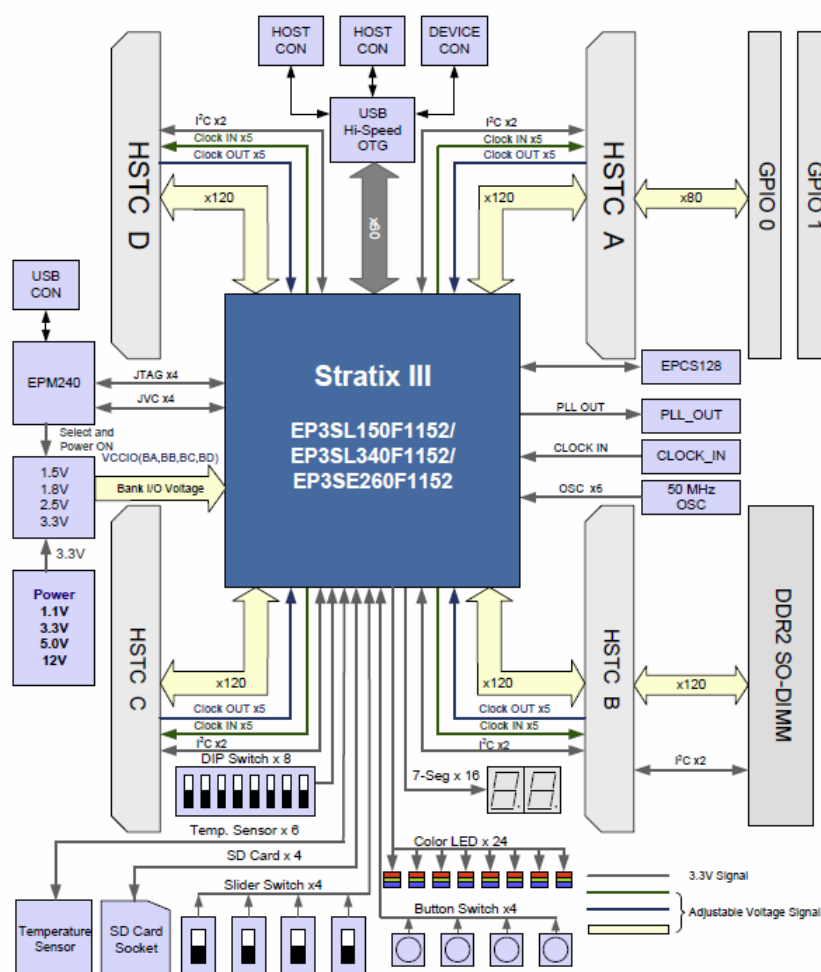 HOST
CON
HOST
CON
DEVICE
CON
USB
Hi-Speed
OTG
I²C x2
Clock IN x5
Clock OUT x5
x120
HSTC D
x60
I²C x2
Clock IN x5
Clock OUT x5
x120
HSTC A
x80
GPIO 0
GPIO 1
USB
CON
EPM240
JTAG x4
JVC x4
Select and
Power ON
VCCIO(BA,BB,BC,BD)
Bank I/O Voltage
1.5V
1.8V
2.5V
3.3V
3.3V
Power
1.1V
3.3V
5.0V
12V
Stratix III
EP3SL150F1152/
EP3SL340F1152/
EP3SE260F1152
EPCS128
PLL OUT
PLL_OUT
CLOCK IN
CLOCK_IN
OSC x6
50 MHz
OSC
HSTC C
x120
Clock OUT x5
Clock IN x5
I²C x2
x120
Clock OUT x5
Clock IN x5
I²C x2
HSTC B
x120
I²C x2
DDR2 SO-DIMM
DIP Switch x 8
7-Seg x 16
Temp. Sensor x 6
SD Card x 4
Slider Switch x4
Color LED x 24
Button Switch x4
Temperature
Sensor
SD Card
Socket
3.3V Signal
Adjustable Voltage Signal